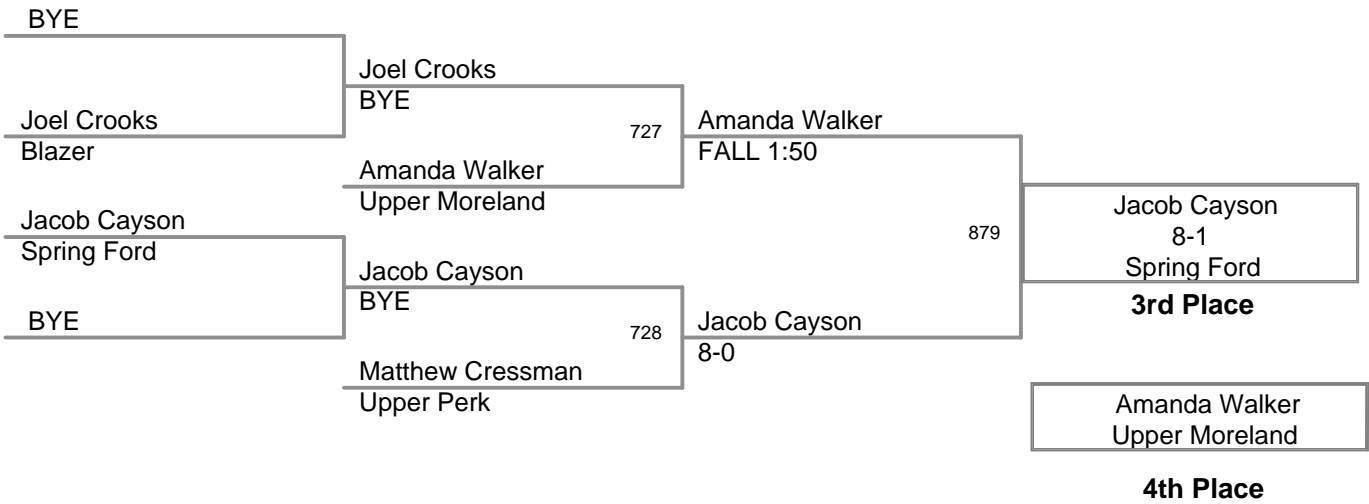 BYE
Joel Crooks
BYE
Joel Crooks
Blazer
727
Amanda Walker
FALL 1:50
Amanda Walker
Upper Moreland
Jacob Cayson
Spring Ford
879
Jacob Cayson
8-1
Spring Ford
3rd Place
Jacob Cayson
BYE
BYE
728
Jacob Cayson
8-0
Matthew Cressman
Upper Perk
Amanda Walker
Upper Moreland
4th Place